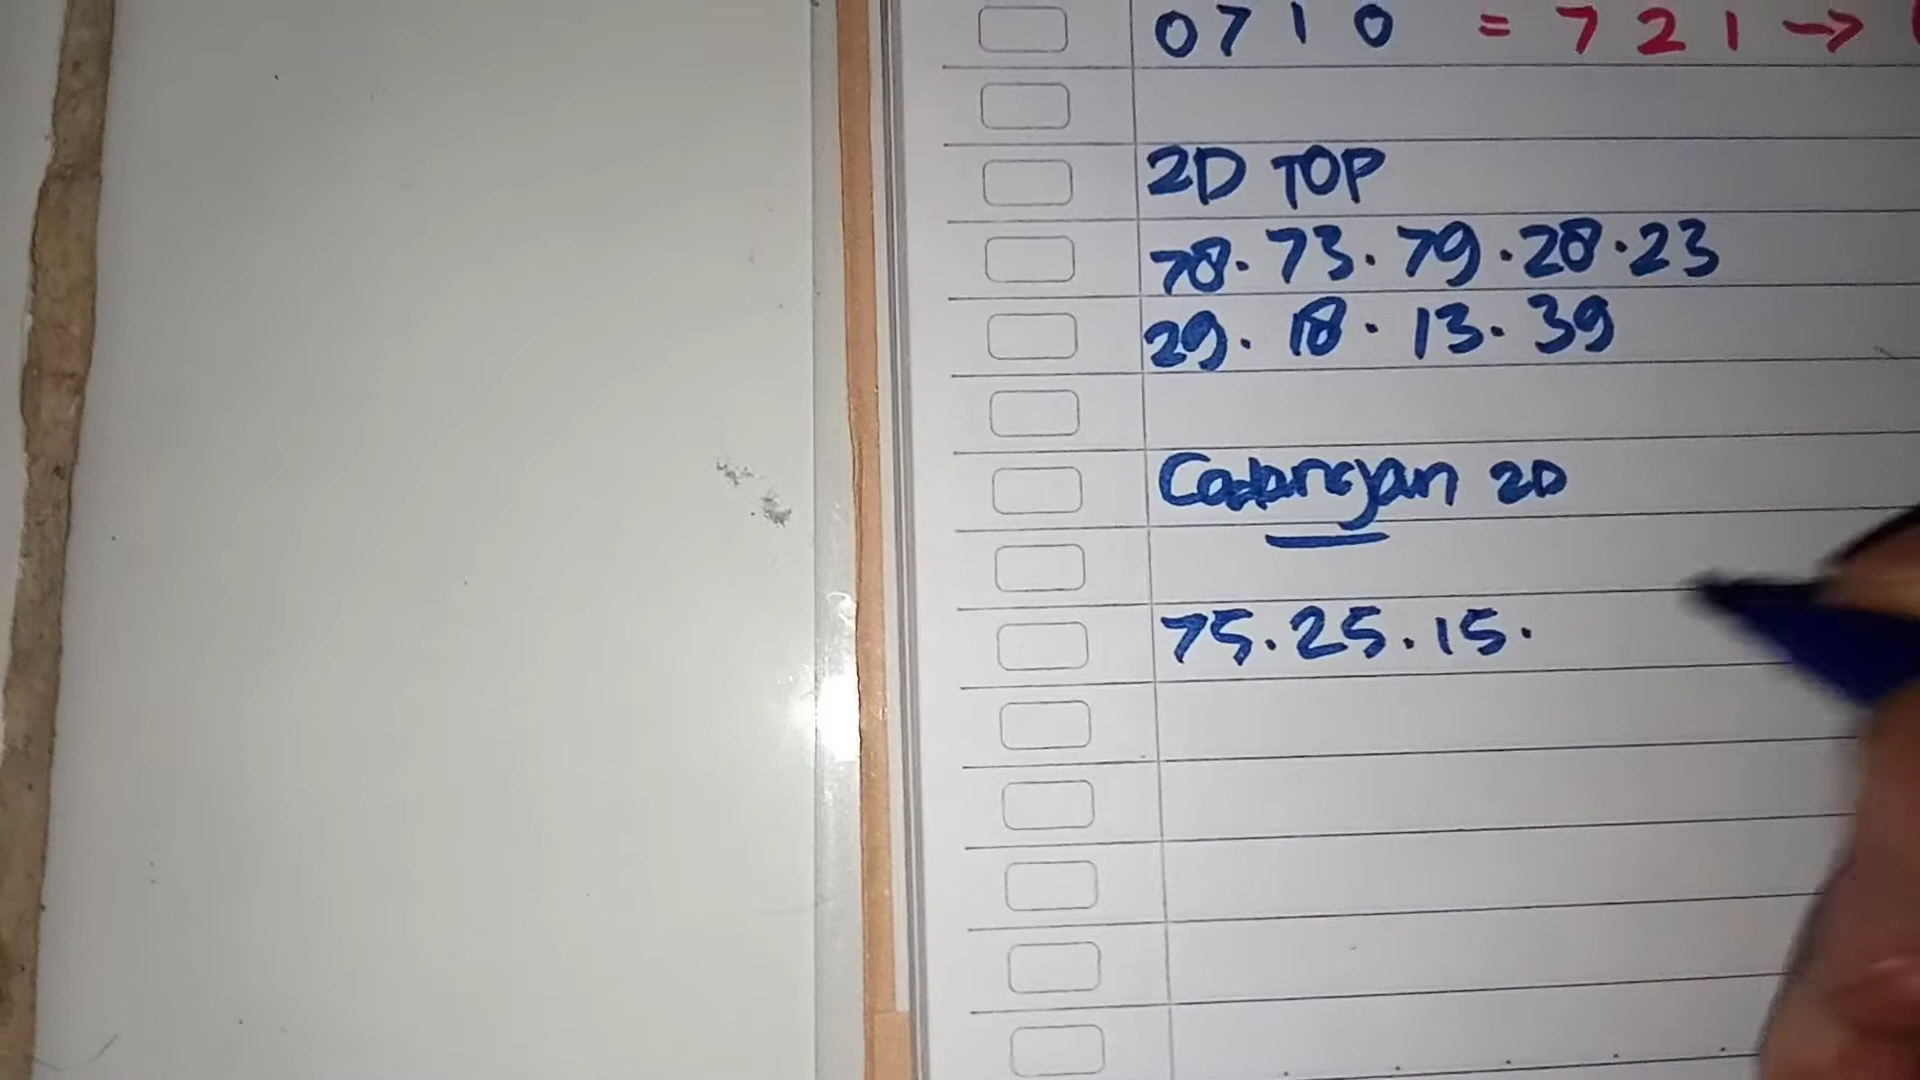 0710 = 721 →
2D TOP
78. 73. 79. 28. 23
29. 18. 13. 39
Cadangan 2D
75. 25. 15.